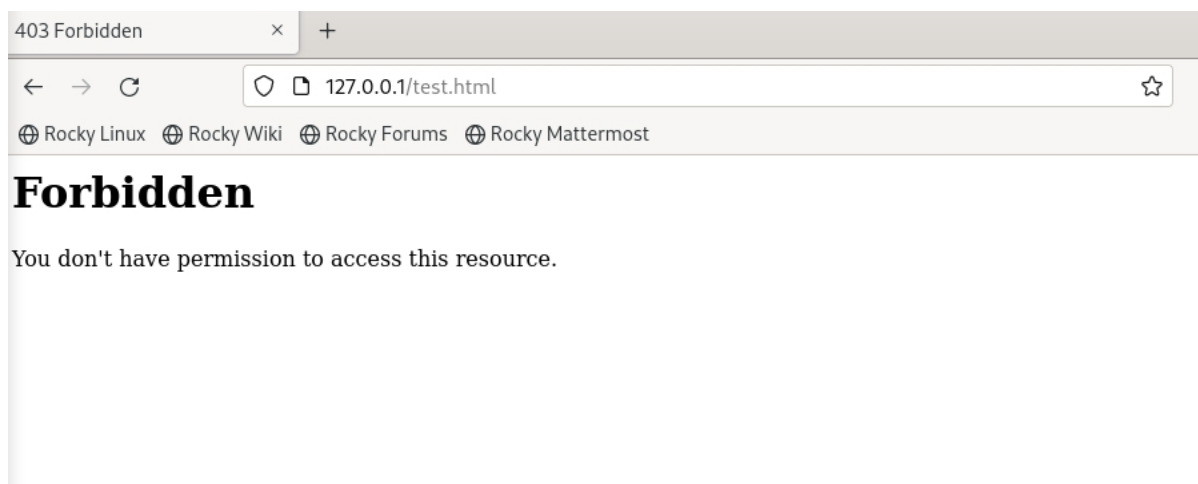 403 Forbidden
127.0.0.1/test.html
Rocky Linux Rocky Wiki Rocky Forums Rocky Mattermost
Forbidden
You don't have permission to access this resource.